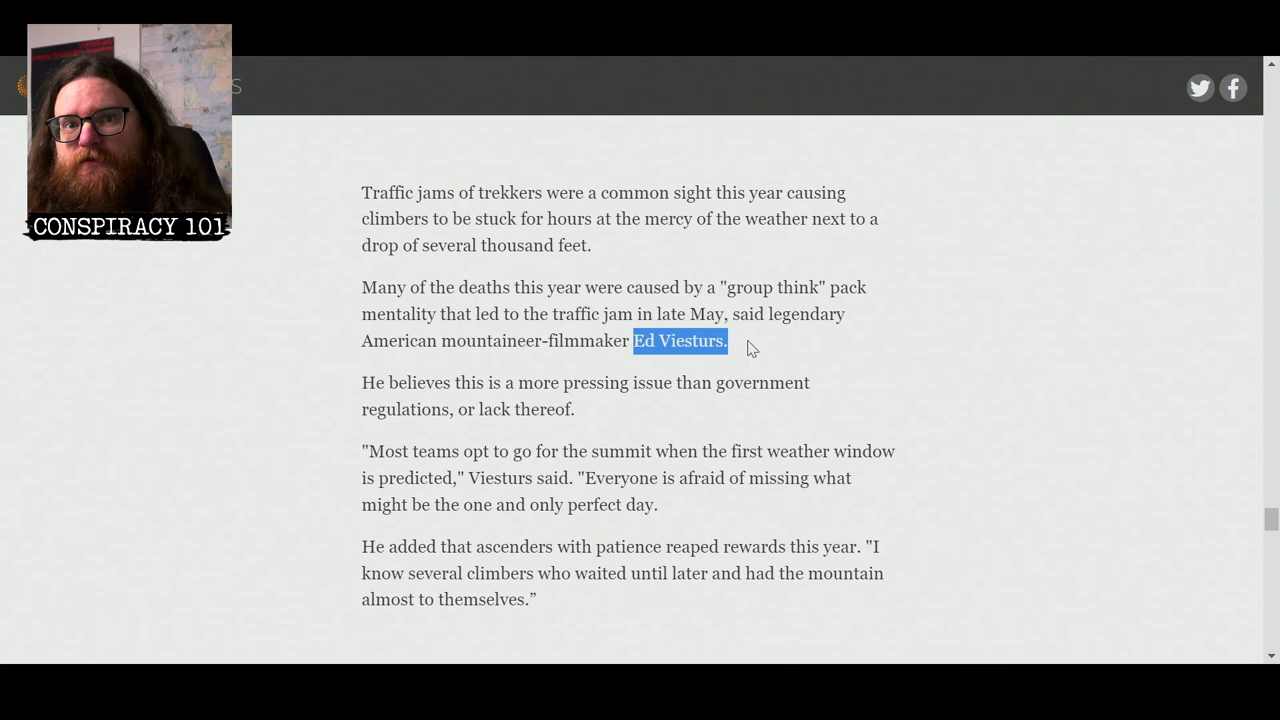 S
CONSPIRACY 101
Traffic jams of trekkers were a common sight this year causing
climbers to be stuck for hours at the mercy of the weather next to a
drop of several thousand feet.
Many of the deaths this year were caused by a "group think" pack
mentality that led to the traffic jam in late May, said legendary
American mountaineer-filmmaker Ed Viesturs.
He believes this is a more pressing issue than government
regulations, or lack thereof.
"Most teams opt to go for the summit when the first weather window
is predicted," Viesturs said. "Everyone is afraid of missing what
might be the one and only perfect day.
He added that ascenders with patience reaped rewards this year. "I
know several climbers who waited until later and had the mountain
almost to themselves.”